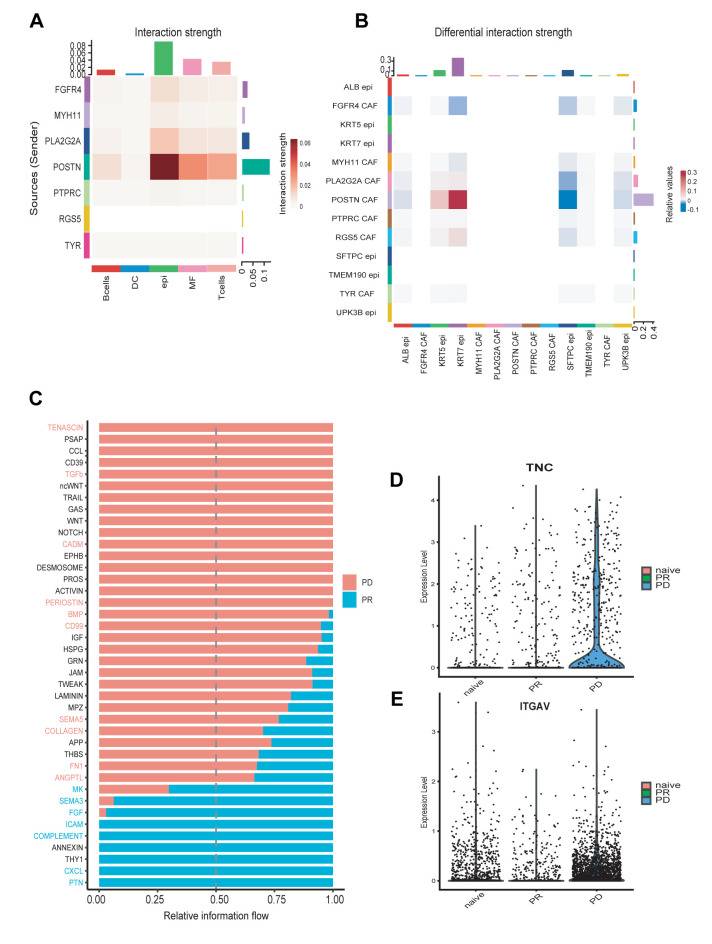 A
Interaction strength
0.08
0.06
0.04
0.02
0.00
FGFR4
MYH11
PLA2G2A
POSTN
PTPRC
RGS5
TYR
Sources (Sender)
Bcells
DC
epi
MF
Tcells
0
0.05
0.1
Interaction strength
0.06
0.04
0.02
0
B
Differential interaction strength
0.3
0.1
0
ALB epi
FGFR4 CAF
KRT5 epi
KRT7 epi
MYH11 CAF
PLA2G2A CAF
POSTN CAF
PTPRC CAF
RGS5 CAF
SFTPC epi
TMEM190 epi
TYR CAF
UPK3B epi
ALB epi
FGFR4 CAF
KRT5 epi
KRT7 epi
MYH11 CAF
PLA2G2A CAF
POSTN CAF
PTPRC CAF
RGS5 CAF
SFTPC epi
TMEM190 epi
TYR CAF
UPK3B epi
0
0.2
0.4
Relative values
0.3
0.2
0.1
0
-0.1
C
TENASCIN
PSAP
CCL
CD39
TGFb
ncWNT
TRAIL
GAS
WNT
NOTCH
CADM
EPHB
DESMOSOME
PROS
ACTIVIN
PERIOSTIN
BMP
CD99
IGF
HSPG
GRN
JAM
TWEAK
LAMININ
MPZ
SEMA5
COLLAGEN
APP
THBS
FN1
ANGPTL
MK
SEMA3
FGF
ICAM
COMPLEMENT
ANNEXIN
THY1
CXCL
PTN
0.00
0.25
0.50
0.75
1.00
Relative information flow
PD
PR
D
TNC
Expression Level
4
3
2
1
0
naive
PR
PD
naive
PR
PD
E
ITGAV
Expression Level
3
2
1
0
naive
PR
PD
naive
PR
PD